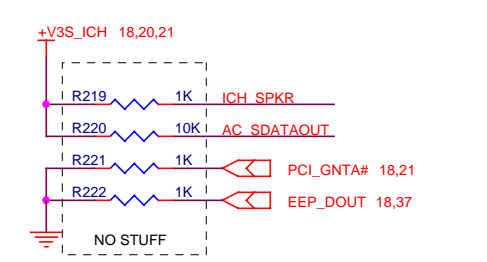 +V3S_ICH 18,20,21
R219 1K ICH_SPKR
R220 10K AC_SDATAOUT
R221 1K PCI_GNTA# 18,21
R222 1K EEP_DOUT 18,37
NO STUFF